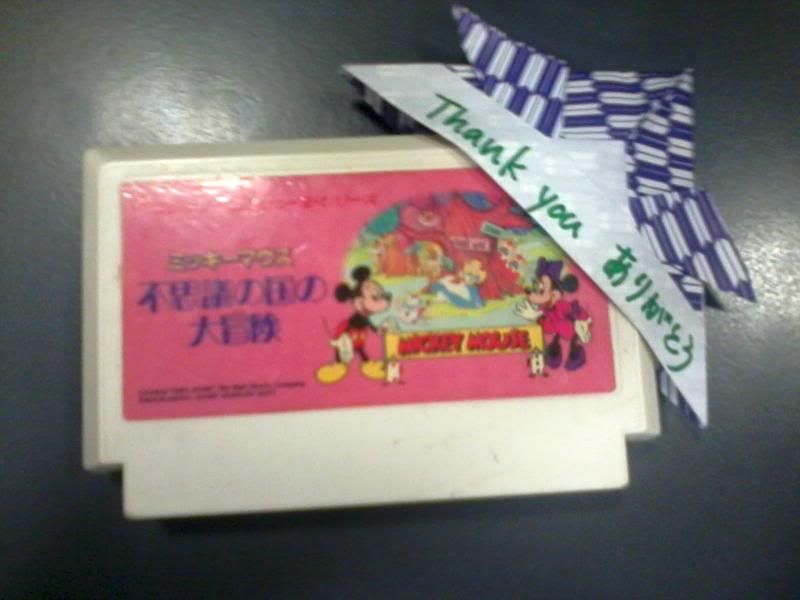 Thank you ありがとう
ミッキーマウス
不思議の国の
大冒険
MICKEY MOUSE